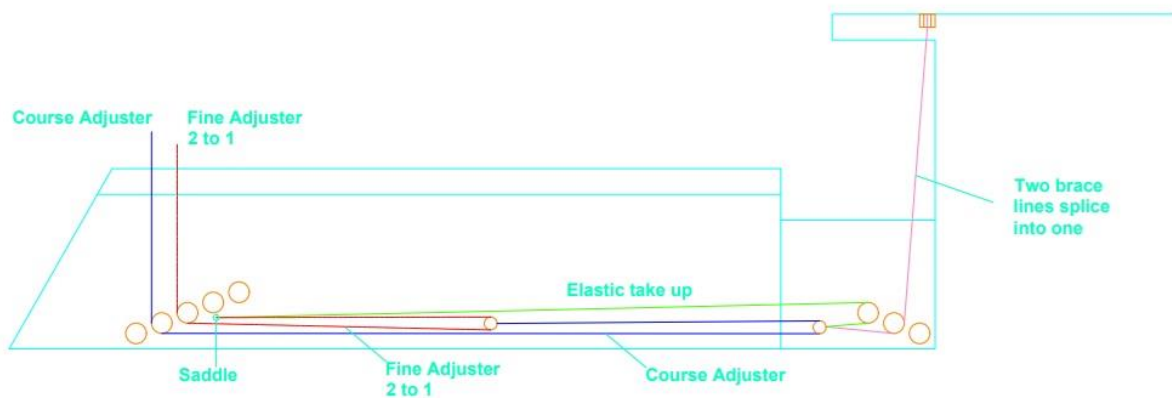 Course Adjuster
Fine Adjuster
2 to 1
Two brace
lines splice
into one
Elastic take up
Saddle
Fine Adjuster
2 to 1
Course Adjuster